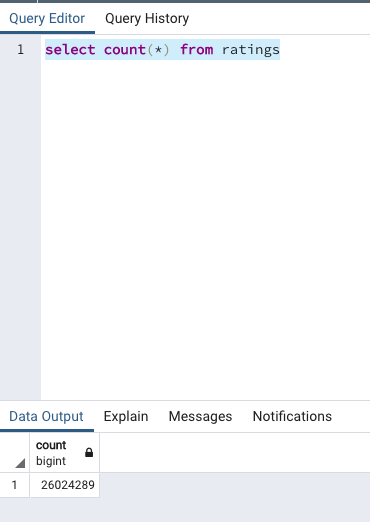 Query Editor Query History
1 select count(*) from ratings
Data Output Explain Messages Notifications
count
bigint
1 26024289